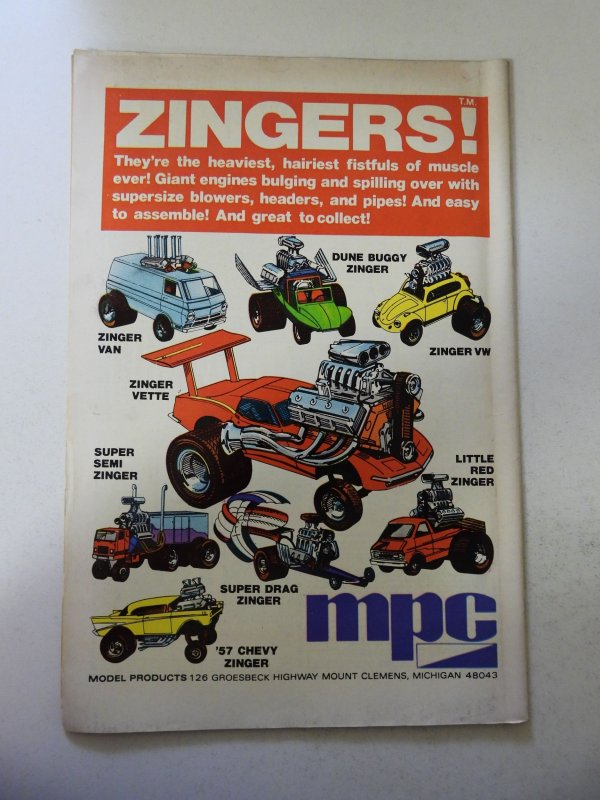 ZINGERS!
T.M.
They're the heaviest, hairiest fistfuls of muscle
ever! Giant engines bulging and spilling over with
supersize blowers, headers, and pipes! And easy
to assemble! And great to collect!
DUNE BUGGY
ZINGER
ZINGER
VAN
ZINGER VW
ZINGER
VETTE
SUPER
SEMI
ZINGER
LITTLE
RED
ZINGER
SUPER DRAG
ZINGER
'57 CHEVY
ZINGER
mpc
MODEL PRODUCTS 126 GROESBECK HIGHWAY MOUNT CLEMENS, MICHIGAN 48043